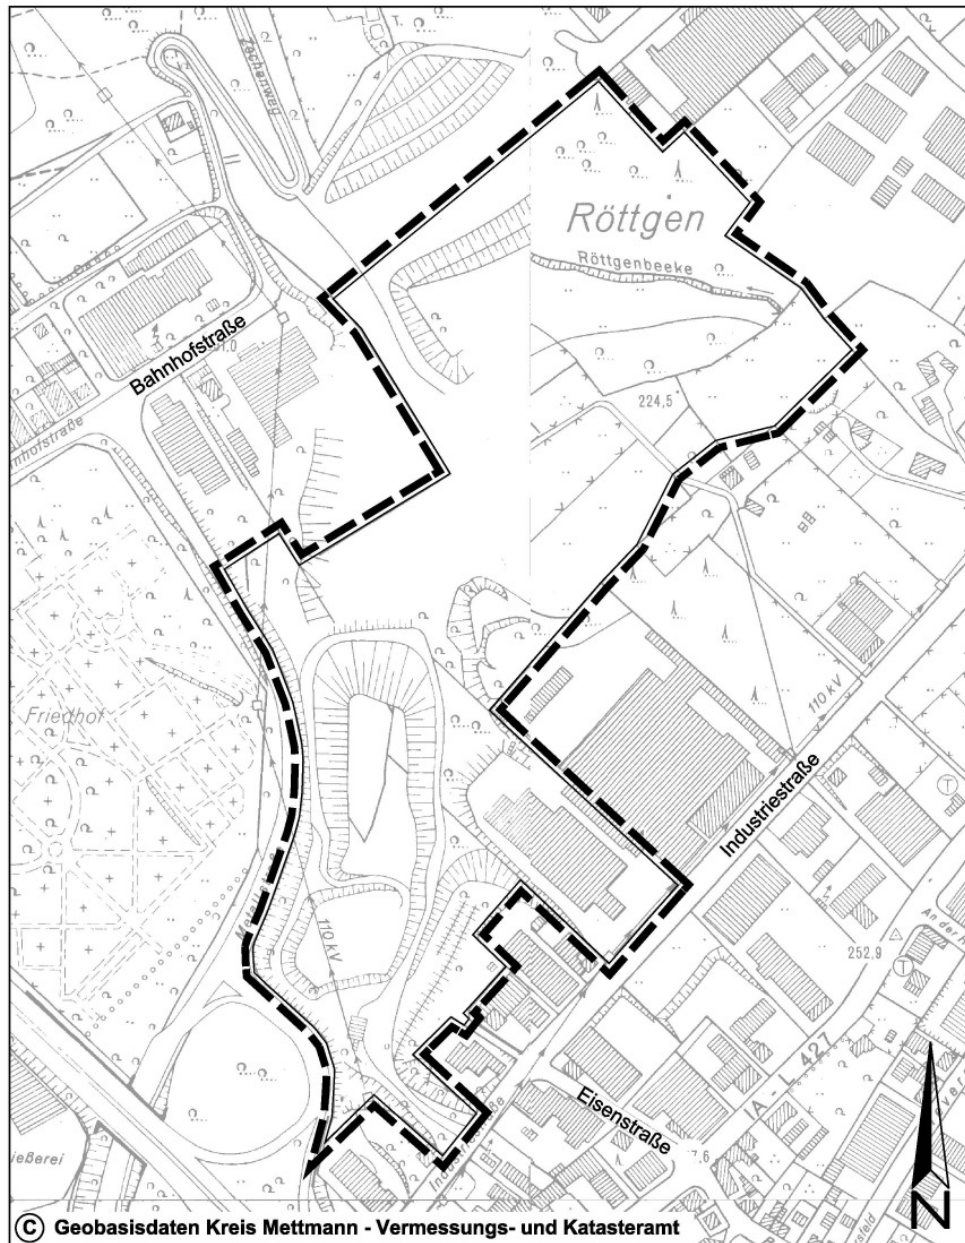 T.
Zechenweg
Röttgen
Röttgenbeeke
Bahnhofstraße
224,5
110 kV
Friedhof
Industriestraße
T
110 kV
252,9
T
427
Eisenstraße
N
© Geobasisdaten Kreis Mettmann - Vermessungs- und Katasteramt